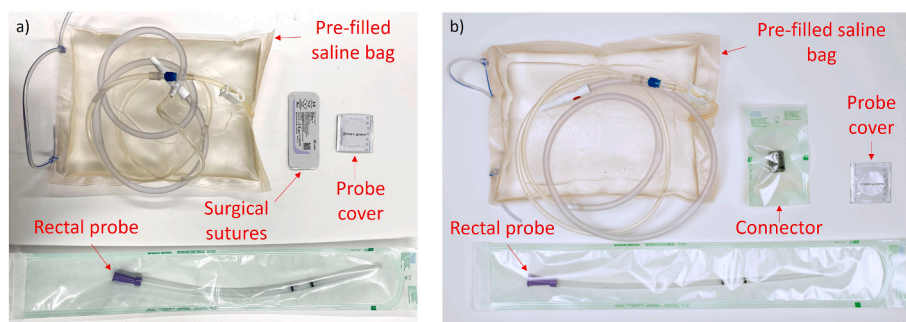 a)
Pre-filled
saline bag
Surgical
sutures
Probe
cover
Rectal probe
b)
Pre-filled saline
bag
Probe
cover
Connector
Rectal probe